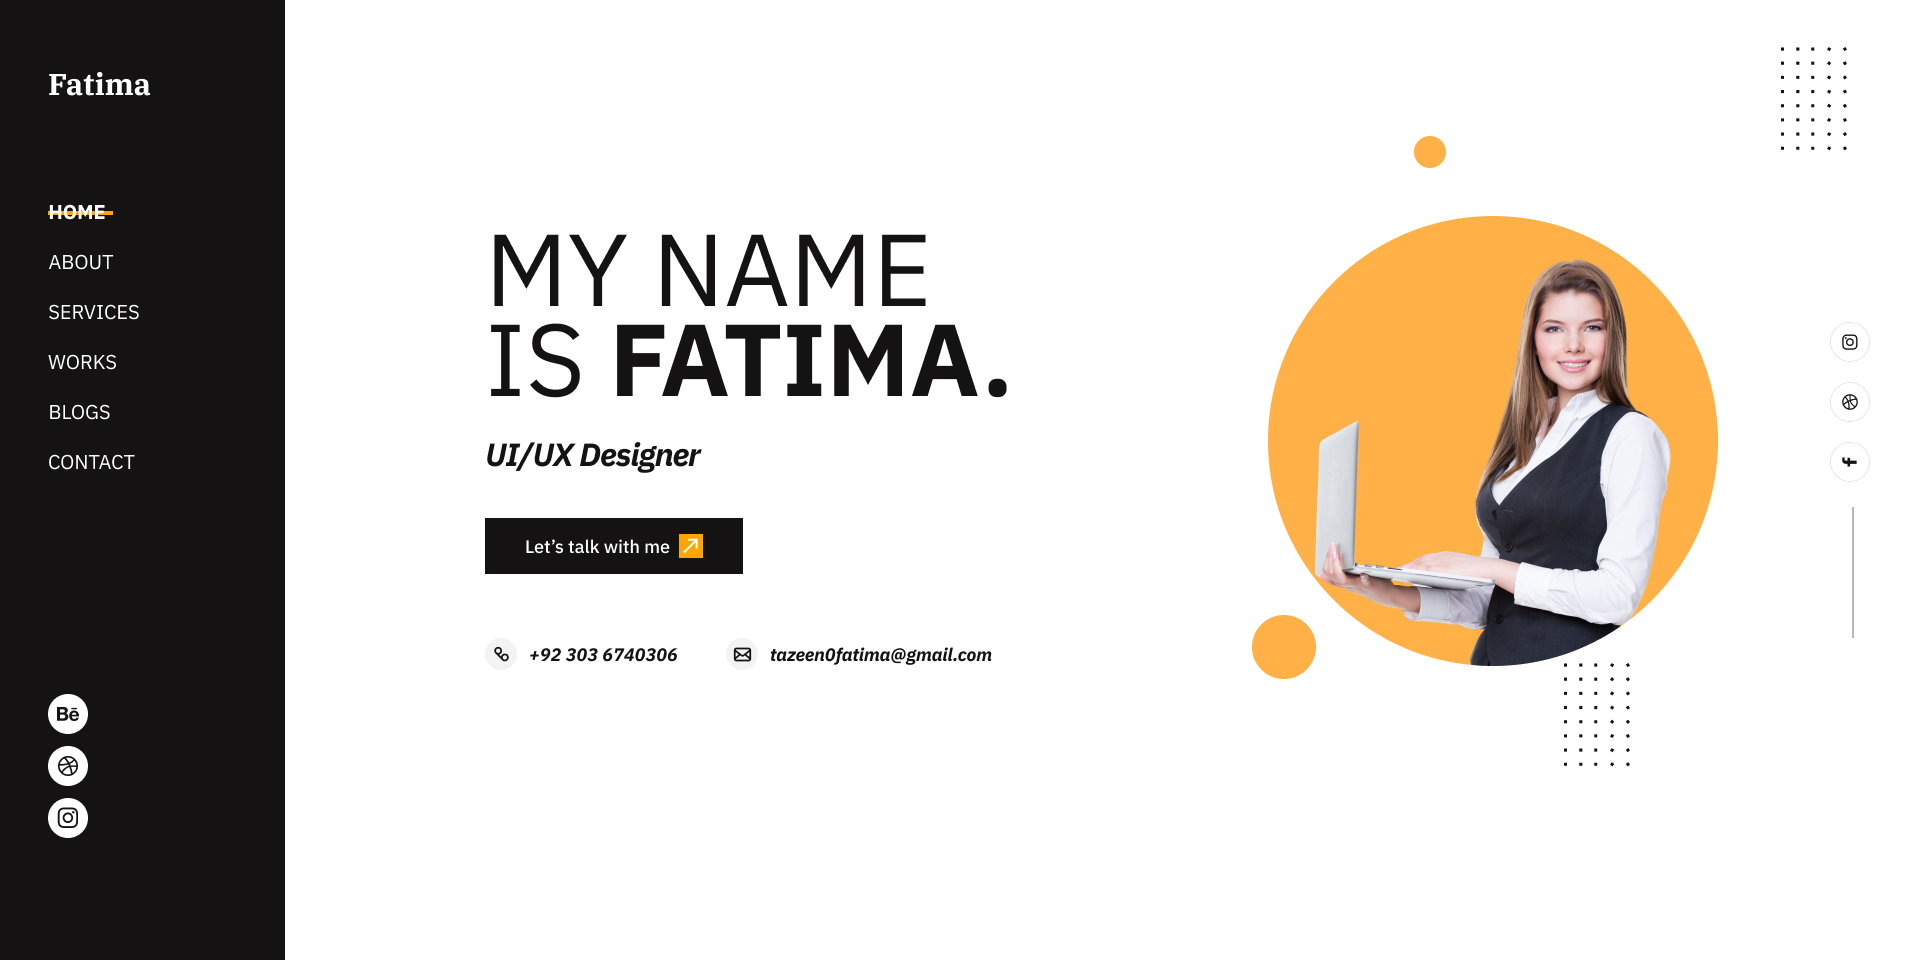 Fatima
HOME
ABOUT
SERVICES
WORKS
BLOGS
CONTACT
Bē
MY NAME
IS FATIMA.
UI/UX Designer
Let’s talk with me
+92 303 6740306
tazeen0fatima@gmail.com